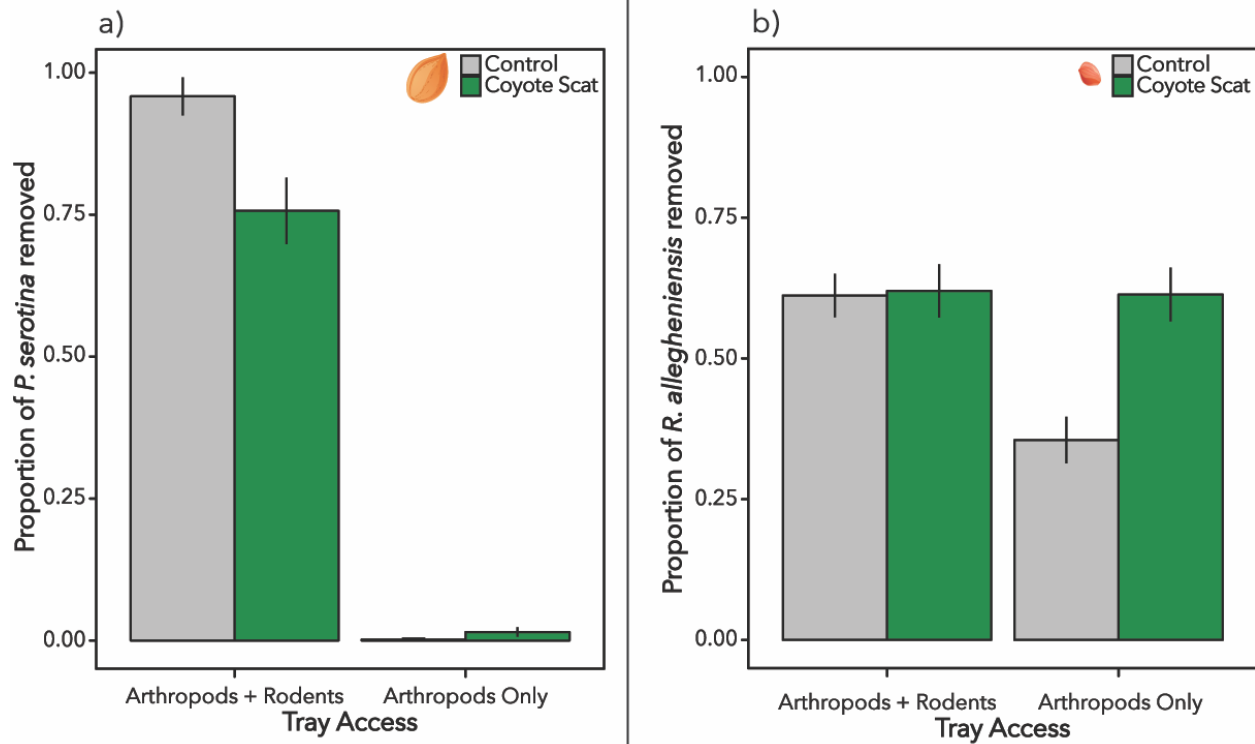 a)
Control
Coyote Scat
1.00
0.75
0.50
0.25
0.00
Proportion of P. serotina removed
Arthropods + Rodents
Arthropods Only
Tray Access
b)
Control
Coyote Scat
1.00
0.75
0.50
0.25
0.00
Proportion of R. allegheniensis removed
Arthropods + Rodents
Arthropods Only
Tray Access